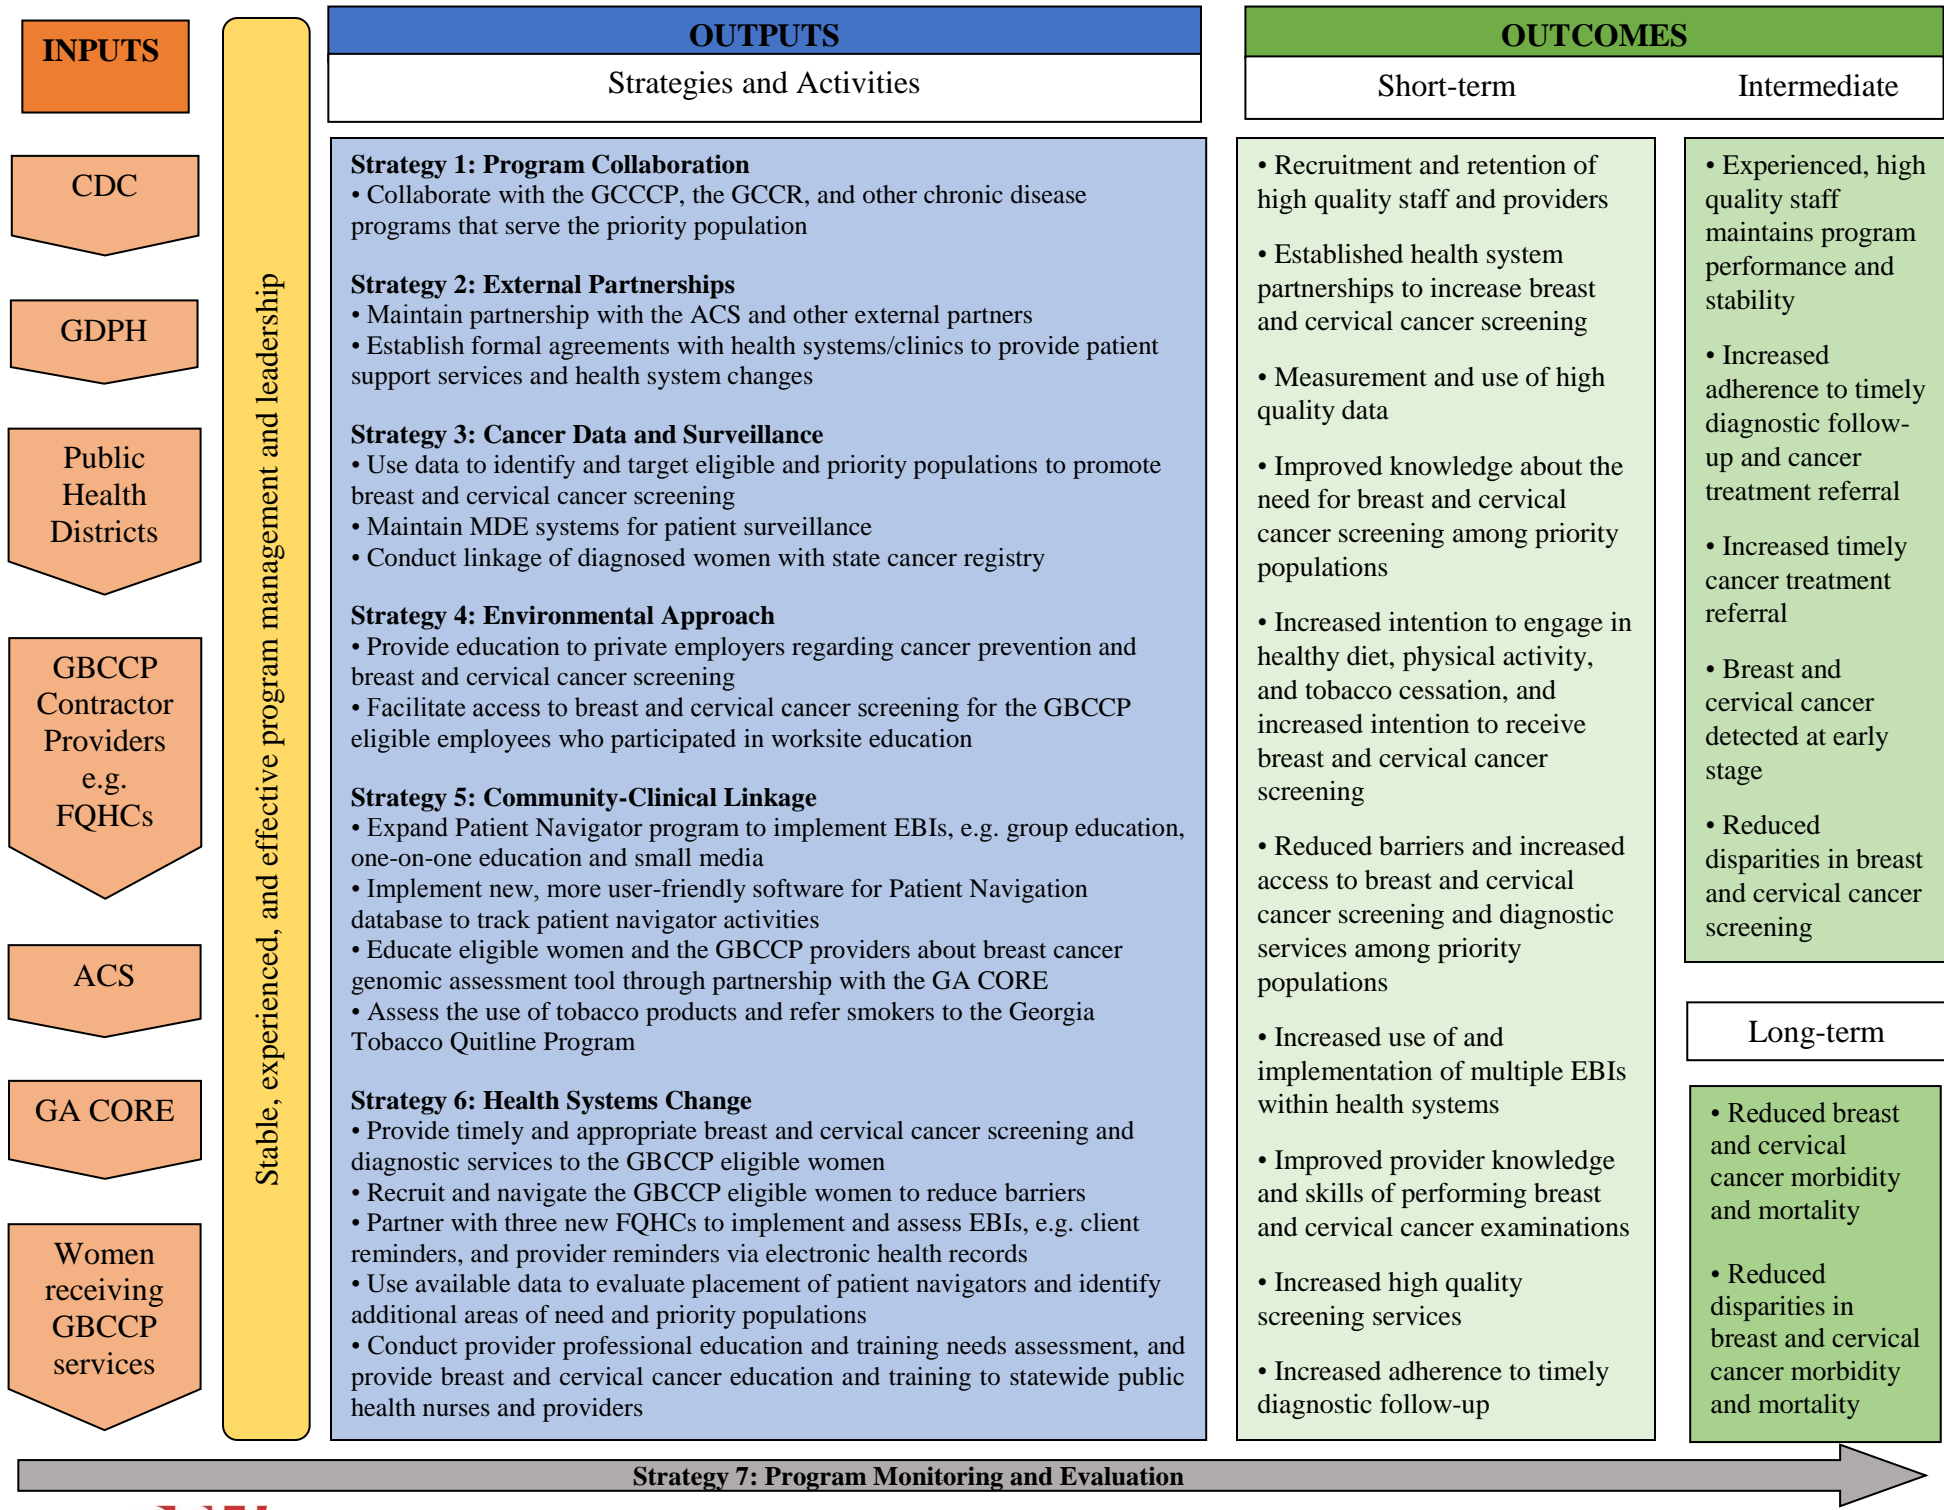 INPUTS
CDC
GDPH
Public
Health
Districts
GBCCP
Contractor
Providers
e.g.
FQHCs
ACS
GA CORE
Women
receiving
GBCCP
services
Stable, experienced, and effective program management and leadership
OUTPUTS
Strategies and Activities
Strategy 1: Program Collaboration
• Collaborate with the GCCCP, the GCCR, and other chronic disease
programs that serve the priority population
Strategy 2: External Partnerships
• Maintain partnership with the ACS and other external partners
• Establish formal agreements with health systems/clinics to provide patient
support services and health system changes
Strategy 3: Cancer Data and Surveillance
• Use data to identify and target eligible and priority populations to promote
breast and cervical cancer screening
• Maintain MDE systems for patient surveillance
• Conduct linkage of diagnosed women with state cancer registry
Strategy 4: Environmental Approach
• Provide education to private employers regarding cancer prevention and
breast and cervical cancer screening
• Facilitate access to breast and cervical cancer screening for the GBCCP
eligible employees who participated in worksite education
Strategy 5: Community-Clinical Linkage
• Expand Patient Navigator program to implement EBIs, e.g. group education,
one-on-one education and small media
• Implement new, more user-friendly software for Patient Navigation
database to track patient navigator activities
• Educate eligible women and the GBCCP providers about breast cancer
genomic assessment tool through partnership with the GA CORE
• Assess the use of tobacco products and refer smokers to the Georgia
Tobacco Quitline Program
Strategy 6: Health Systems Change
• Provide timely and appropriate breast and cervical cancer screening and
diagnostic services to the GBCCP eligible women
• Recruit and navigate the GBCCP eligible women to reduce barriers
• Partner with three new FQHCs to implement and assess EBIs, e.g. client
reminders, and provider reminders via electronic health records
• Use available data to evaluate placement of patient navigators and identify
additional areas of need and priority populations
• Conduct provider professional education and training needs assessment, and
provide breast and cervical cancer education and training to statewide public
health nurses and providers
OUTCOMES
Short-term
• Recruitment and retention of
high quality staff and providers
• Established health system
partnerships to increase breast
and cervical cancer screening
• Measurement and use of high
quality data
• Improved knowledge about the
need for breast and cervical
cancer screening among priority
populations
• Increased intention to engage in
healthy diet, physical activity,
and tobacco cessation, and
increased intention to receive
breast and cervical cancer
screening
• Reduced barriers and increased
access to breast and cervical
cancer screening and diagnostic
services among priority
populations
• Increased use of and
implementation of multiple EBIs
within health systems
• Improved provider knowledge
and skills of performing breast
and cervical cancer examinations
• Increased high quality
screening services
• Increased adherence to timely
diagnostic follow-up
Intermediate
• Experienced, high
quality staff
maintains program
performance and
stability
• Increased
adherence to timely
diagnostic follow-
up and cancer
treatment referral
• Increased timely
cancer treatment
referral
• Breast and
cervical cancer
detected at early
stage
• Reduced
disparities in breast
and cervical cancer
screening
Long-term
• Reduced breast
and cervical
cancer morbidity
and mortality
• Reduced
disparities in
breast and cervical
cancer morbidity
and mortality
Strategy 7: Program Monitoring and Evaluation